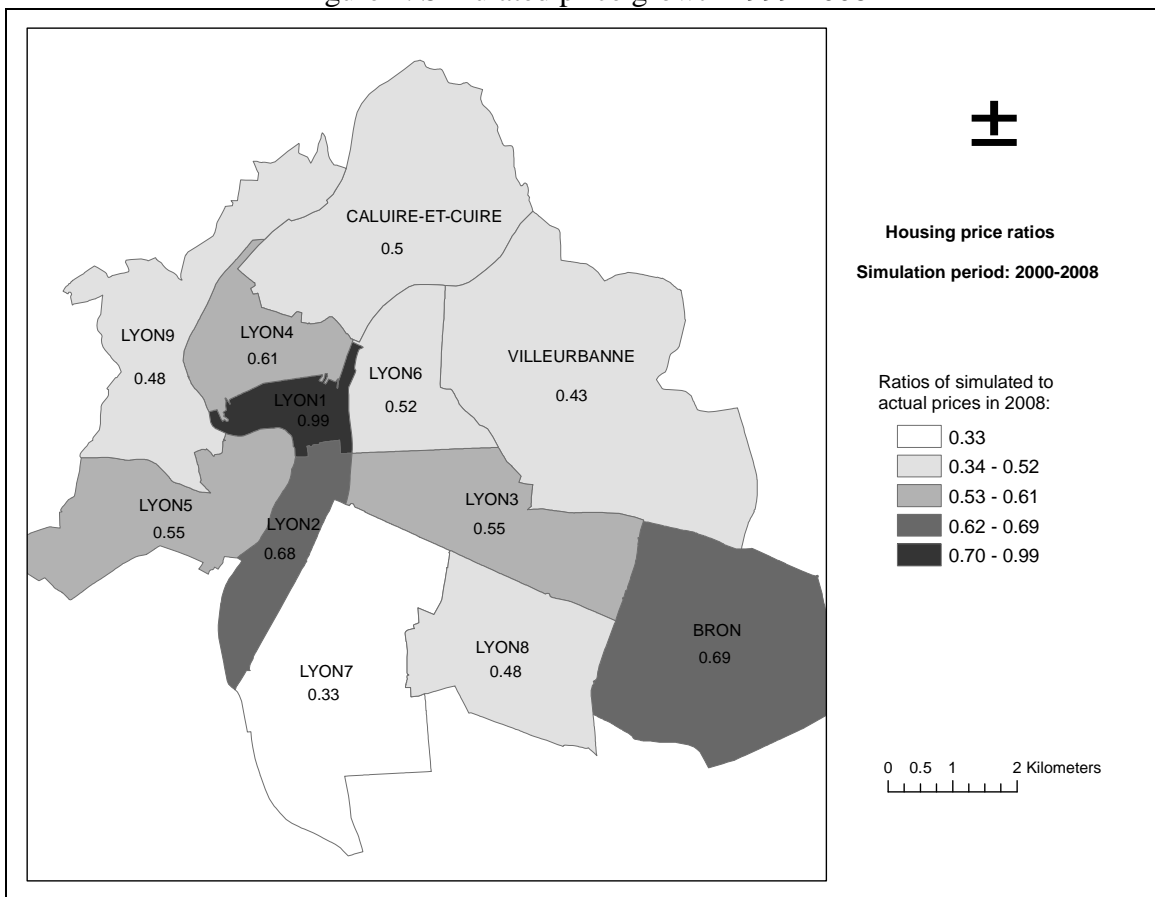 CALUIRE-ET-CUIRE
0.5
LYON9
0.48
LYON4
0.61
LYON6
0.52
VILLEURBANNE
0.43
LYON1
0.99
LYON5
0.55
LYON2
0.68
LYON3
0.55
LYON7
0.33
LYON8
0.48
BRON
0.69
±
Housing price ratios
Simulation period: 2000-2008
Ratios of simulated to
actual prices in 2008:
0.33
0.34 - 0.52
0.53 - 0.61
0.62 - 0.69
0.70 - 0.99
0 0.5 1 2 Kilometers